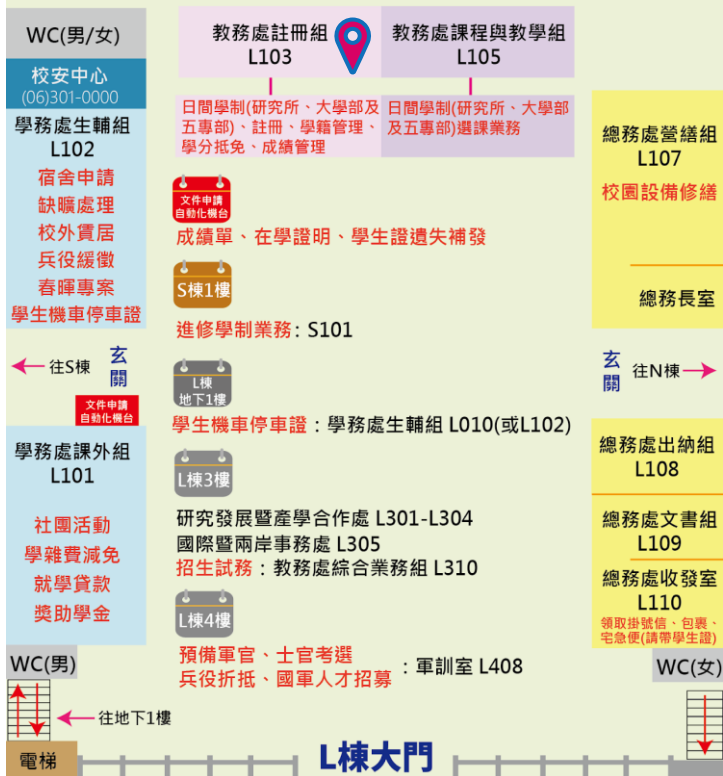 WC(男/女)
校安中心
(06)301-0000
學務處生輔組
L102
宿舍申請
缺曠處理
校外賃居
兵役緩徵
春暉專案
學生機車停車證
往S棟
玄關
文件申請
自動化機台
學務處課外組
L101
社團活動
學雜費減免
就學貸款
獎助學金
WC(男)
往地下1樓
電梯
教務處註冊組
L103
日間學制(研究所、大學部及
五專部)、註冊、學籍管理、
學分抵免、成績管理
教務處課程與教學組
L105
日間學制(研究所、大學部
及五專部)選課業務
文件申請
自動化機台
成績單、在學證明、學生證遺失補發
S棟1樓
進修學制業務: S101
L棟
地下1樓
學生機車停車證：學務處生輔組 L010(或L102)
L棟3樓
研究發展暨產學合作處 L301-L304
國際暨兩岸事務處 L305
招生試務：教務處綜合業務組 L310
L棟4樓
預備軍官、士官考選
兵役折抵、國軍人才招募
：軍訓室 L408
L棟大門
總務處營繕組
L107
校園設備修繕
總務長室
玄關
往N棟
總務處出納組
L108
總務處文書組
L109
總務處收發室
L110
領取掛號信、包裹、
宅急便(請帶學生證)
WC(女)